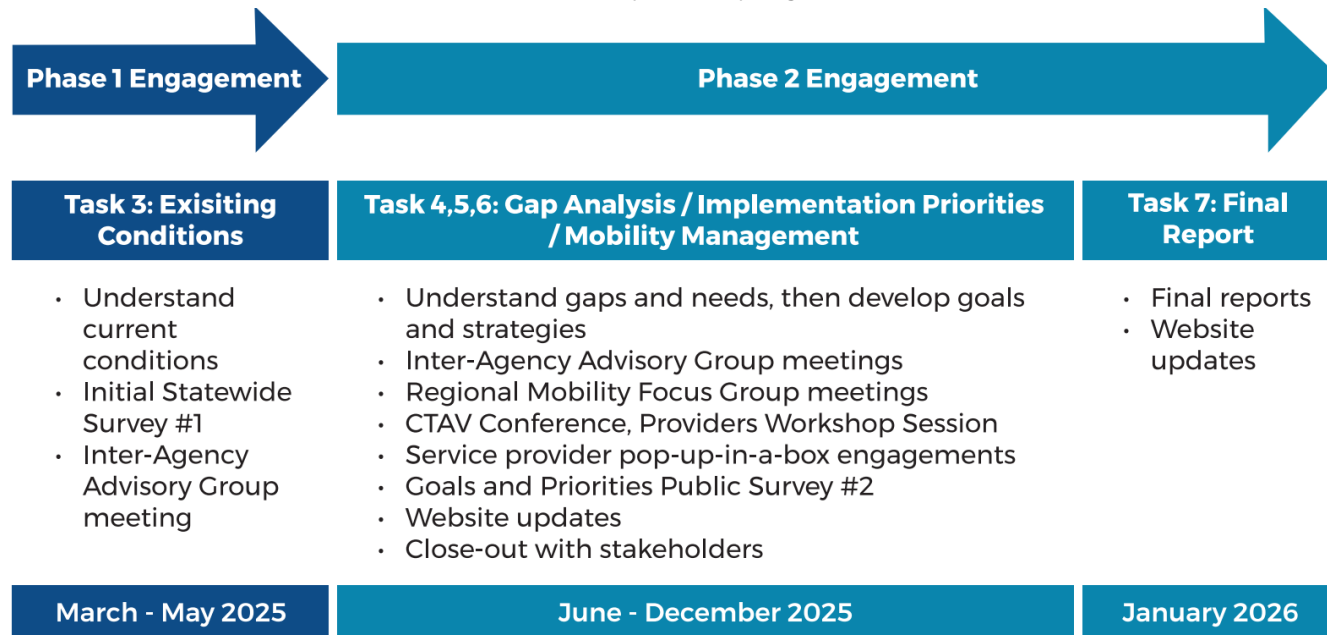 Phase 1 Engagement
Phase 2 Engagement
Task 3: Exisiting
Conditions
• Understand
current
conditions
• Initial Statewide
Survey #1
• Inter-Agency
Advisory Group
meeting
March - May 2025
Task 4,5,6: Gap Analysis / Implementation Priorities
/ Mobility Management
• Understand gaps and needs, then develop goals
and strategies
• Inter-Agency Advisory Group meetings
• Regional Mobility Focus Group meetings
• CTAV Conference, Providers Workshop Session
• Service provider pop-up-in-a-box engagements
• Goals and Priorities Public Survey #2
• Website updates
• Close-out with stakeholders
June - December 2025
Task 7: Final
Report
• Final reports
• Website
updates
January 2026